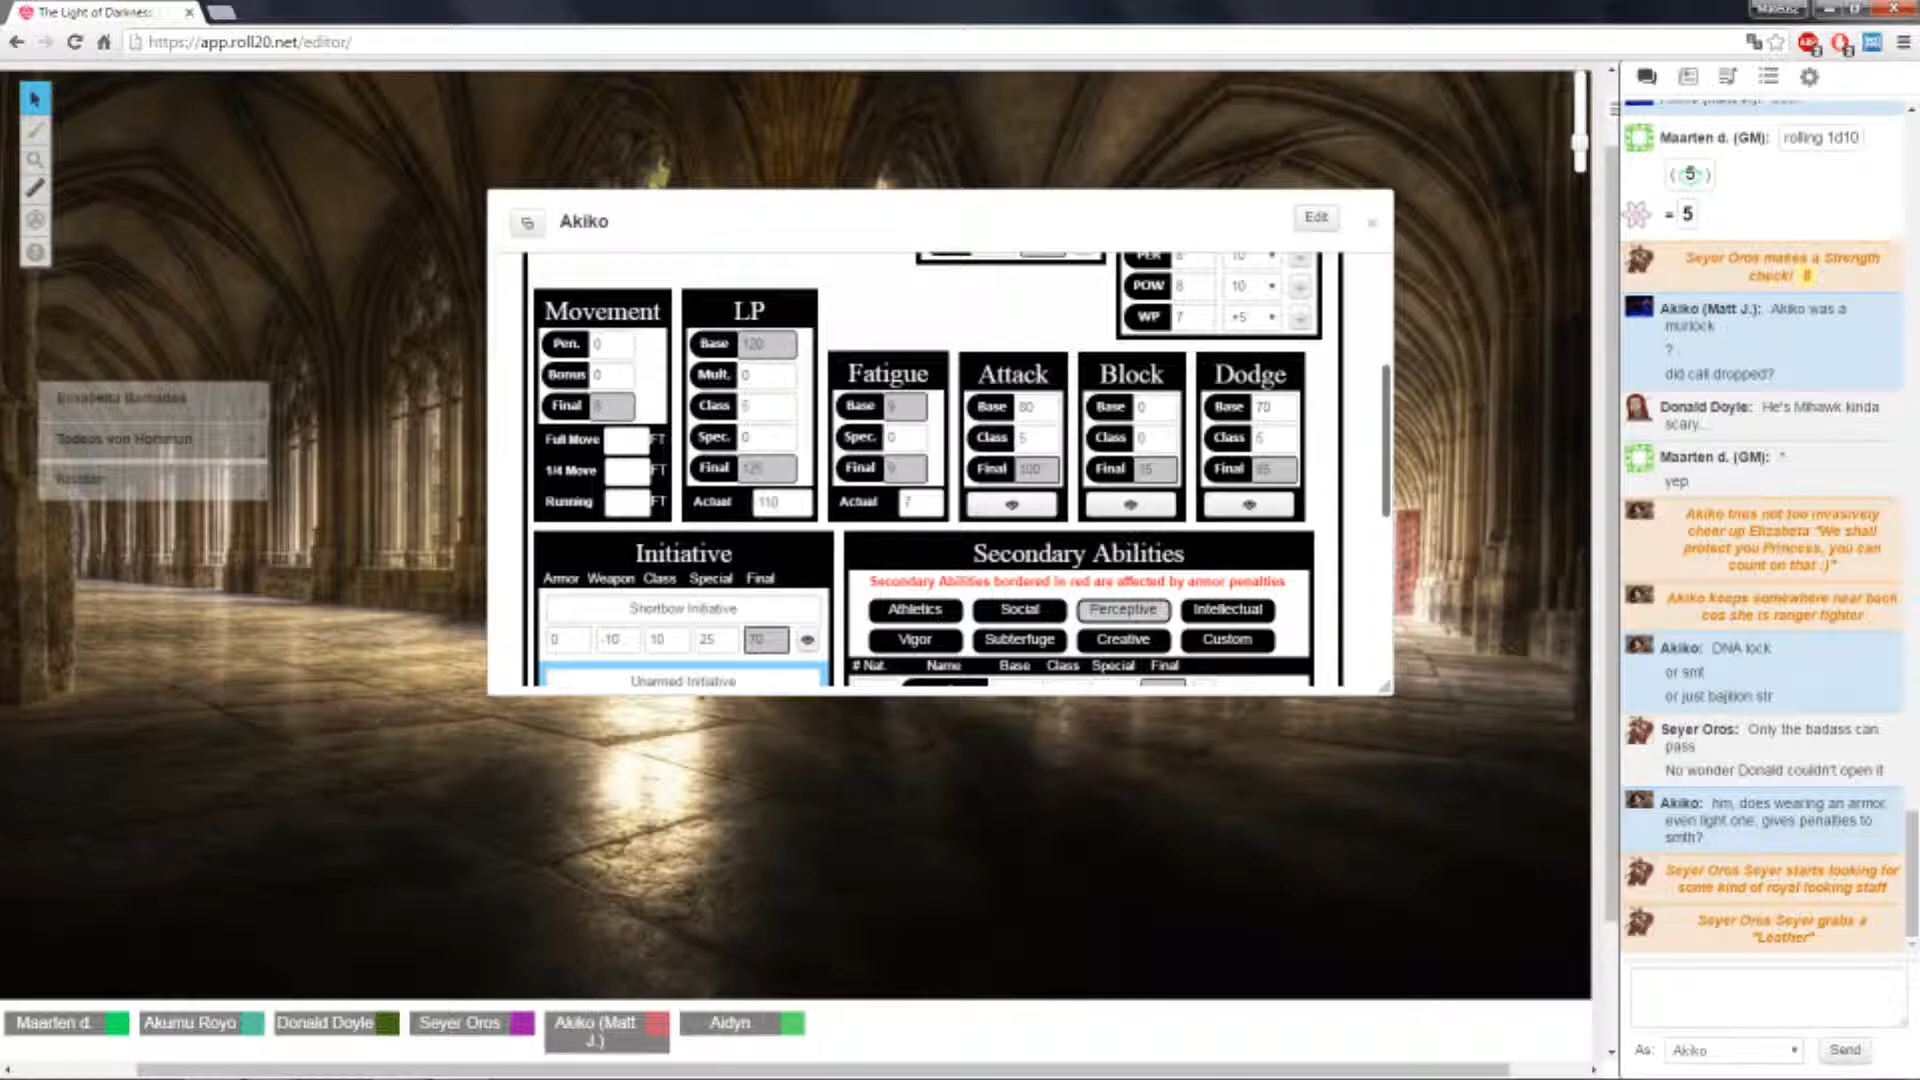 The Light of Darkness
Mateusz
https://app.roll20.net/editor/
Akiko
Edit
PER 8 10
POW 8 10
WP 7 +5
Movement
Pen. 0
Bonus 0
Final 8
Full Move FT
1/4 Move FT
Running FT
LP
Base 120
Mult. 0
Class 5
Spec. 0
Final 125
Actual 110
Fatigue
Base 9
Spec. 0
Final 9
Actual 7
Attack
Base 80
Class 5
Final 100
Block
Base 0
Class 0
Final 15
Dodge
Base 70
Class 5
Final 85
Initiative
Armor Weapon Class Special Final
Shortbow Initiative
0 -10 10 25 70
Unarmed Initiative
Secondary Abilities
Secondary Abilities bordered in red are affected by armor penalties
Athletics Social Perceptive Intellectual
Vigor Subterfuge Creative Custom
# Nat. Name Base Class Special Final
Maarten d. (GM): rolling 1d10
(5)
= 5
Seyer Oros makes a Strength
check! 8
Akiko (Matt J.): Akiko was a
murlock
?
did call dropped?
Donald Doyle: He's Mihawk kinda
scary...
Maarten d. (GM): *
yep
Akiko tries not too invasively
cheer up Elizabeta "We shall
protect you Princess, you can
count on that :)"
Akiko keeps somewhere near back
cos she is ranger fighter
Akiko: DNA lock
or smt
or just bajilion str
Seyer Oros: Only the badass can
pass
No wonder Donald couldn't open it
Akiko: hm, does wearing an armor,
even light one, gives penalties to
smth?
Seyer Oros Seyer starts looking for
some kind of royal looking staff
Seyer Oros Seyer grabs a
"Leather"
As: Akiko Send
Maarten d.
Akumu Royo
Donald Doyle
Seyer Oros
Akiko (Matt
J.)
Aidyn